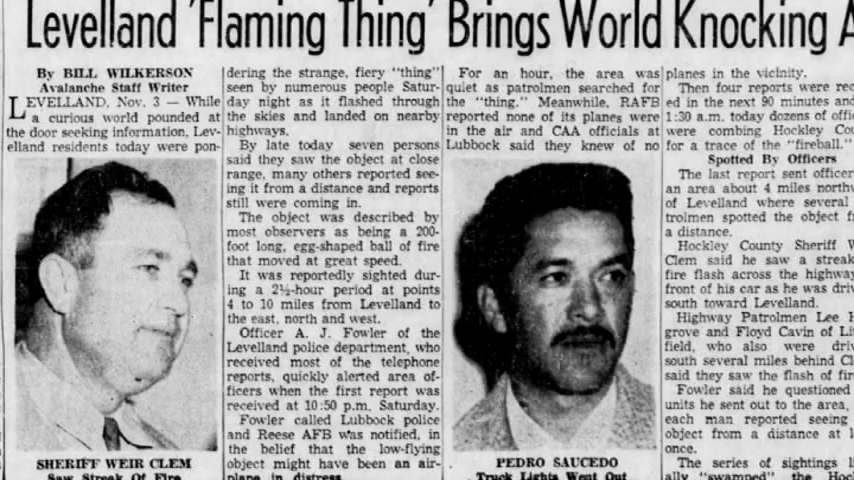 Levelland 'Flaming Thing' Brings World Knocking A
By BILL WILKERSON
Avalanche Staff Writer
LEVELLAND, Nov. 3 — While
a curious world pounded at
the door seeking information, Lev-
elland residents today were pon-
SHERIFF WEIR CLEM
Saw Streak Of Fire
dering the strange, fiery "thing"
seen by numerous people Satur-
day night as it flashed through
the skies and landed on nearby
highways.
By late today seven persons
said they saw the object at close
range, many others reported see-
ing it from a distance and reports
still were coming in.
The object was described by
most observers as being a 200-
foot long, egg-shaped ball of fire
that moved at great speed.
It was reportedly sighted dur-
ing a 2½-hour period at points
4 to 10 miles from Levelland to
the east, north and west.
Officer A. J. Fowler of the
Levelland police department, who
received most of the telephone
reports, quickly alerted area of-
ficers when the first report was
received at 10:50 p.m. Saturday.
Fowler called Lubbock police
and Reese AFB was notified, in
the belief that the low-flying
object might have been an air-
plane in distress.
For an hour, the area was
quiet as patrolmen searched for
the "thing." Meanwhile, RAFB
reported none of its planes were
in the air and CAA officials at
Lubbock said they knew of no
PEDRO SAUCEDO
Truck Lights Went Out
planes in the vicinity.
Then four reports were rec
ed in the next 90 minutes and
1:30 a.m. today dozens of offic
were combing Hockley Cou
for a trace of the "fireball."
Spotted By Officers
The last report sent officer
an area about 4 miles northw
of Levelland where several
trolmen spotted the object f
a distance.
Hockley County Sheriff W
Clem said he saw a streak
fire flash across the highway
front of his car as he was driv
south toward Levelland.
Highway Patrolmen Lee H
grove and Floyd Cavin of Li
field, who also were driv
south several miles behind Cl
said they saw the flash of fir
Fowler said he questioned
units he sent out to the area,
each man reported seeing
object from a distance at l
once.
The series of sightings li
ally "swamped" the Hoc